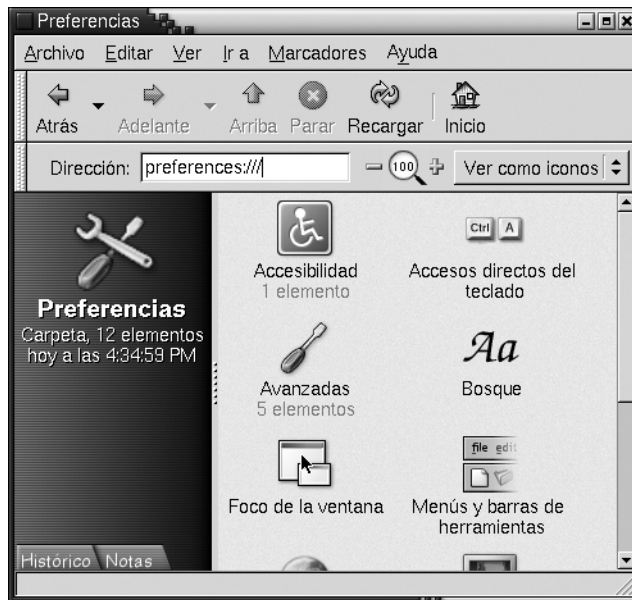 Preferencias
Archivo Editar Ver Ir a Marcadores Ayuda
Atrás Adelante Arriba Parar Recargar Inicio
Dirección: preferences:/// 100 Ver como iconos
Preferencias
Carpeta, 12 elementos
hoy a las 4:34:59 PM
Histórico Notas
Accesibilidad
1 elemento
Ctrl A
Accesos directos del
teclado
Avanzadas
5 elementos
Aa
Bosque
Foco de la ventana
file edit
Menús y barras de
herramientas